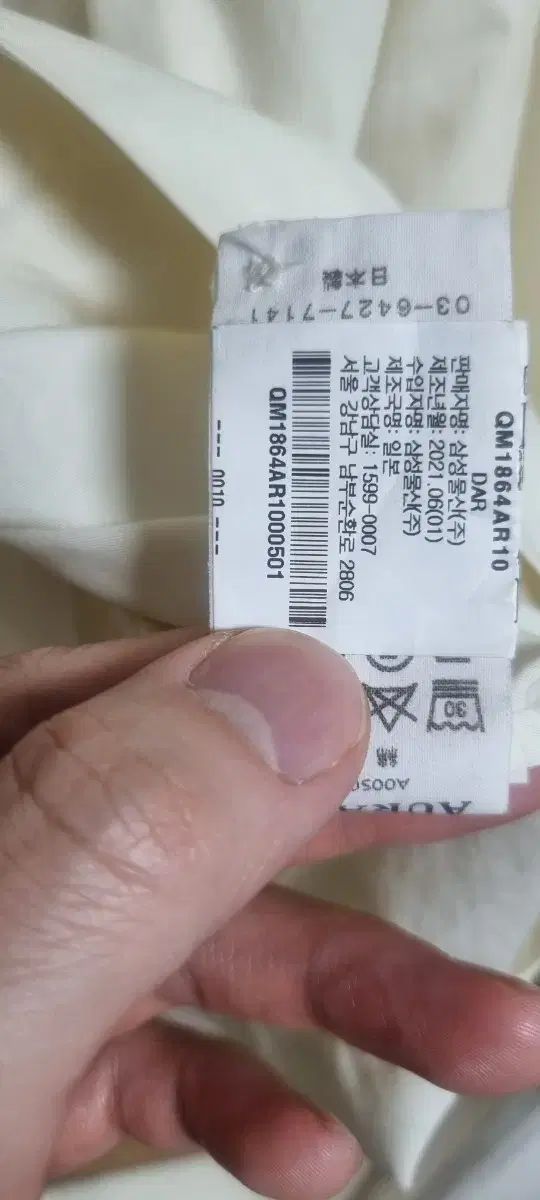 QM1864AR10
DAR
판매자명: 삼성물산(주)
제조년월: 2021.06(01)
수입자명: 삼성물산(주)
제조국명: 일본
고객상담실: 1599-0007
서울 강남구 남부순환로 2806
QM1864AR1000501
--- 0010 ---
日本製
03-6427-7141
30